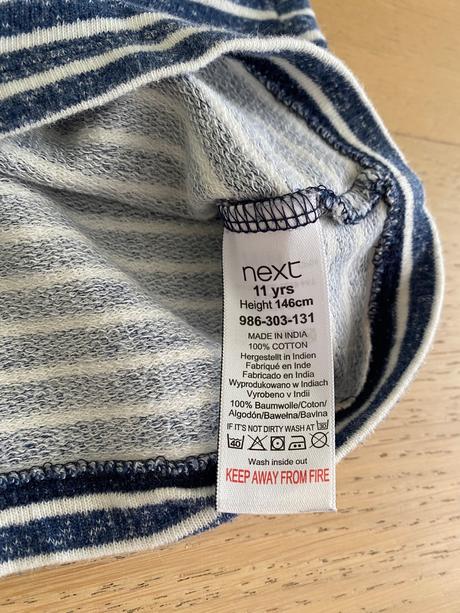 next
11 yrs
Height 146cm
986-303-131
MADE IN INDIA
100% COTTON
Hergestellt in Indien
Fabriqué en Inde
Fabricado en India
Wyprodukowano w Indiach
Vyrobeno v Indii
100% Baumwolle/Coton/
Algodón/Bawełna/Bavlna
IF IT'S NOT DIRTY WASH AT 30
40
Wash inside out
KEEP AWAY FROM FIRE